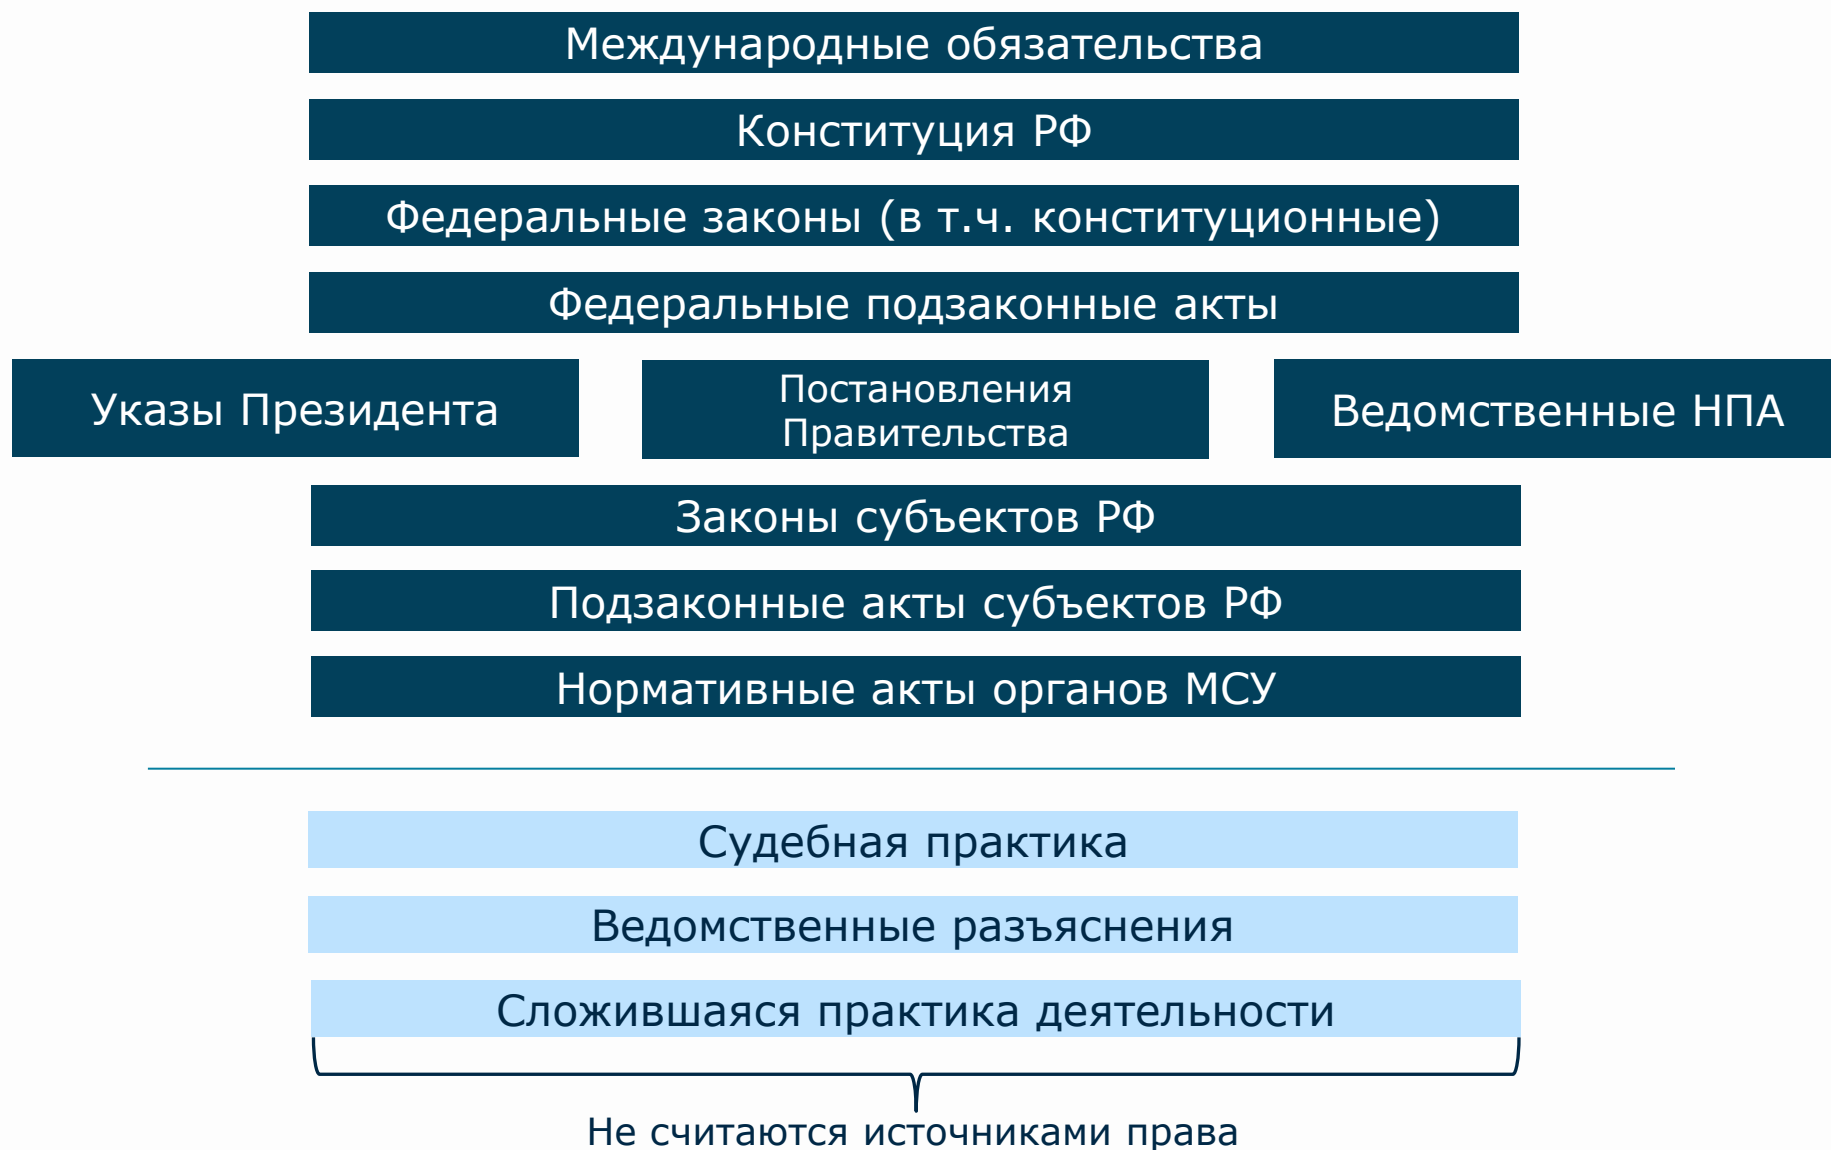 Международные обязательства
Конституция РФ
Федеральные законы (в т.ч. конституционные)
Федеральные подзаконные акты
Указы Президента
Постановления
Правительства
Ведомственные НПА
Законы субъектов РФ
Подзаконные акты субъектов РФ
Нормативные акты органов МСУ
Судебная практика
Ведомственные разъяснения
Сложившаяся практика деятельности
Не считаются источниками права